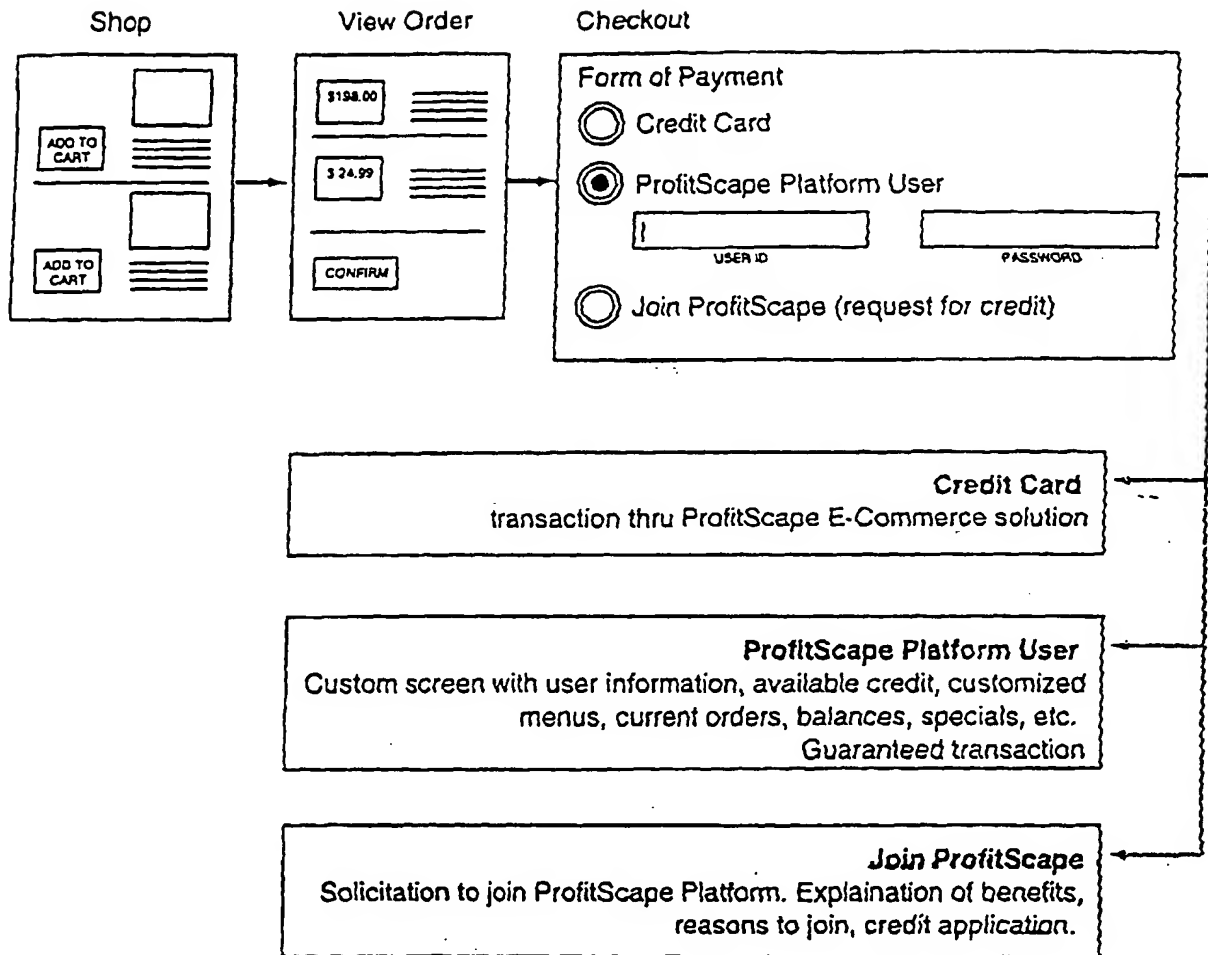 Shop
View Order
Checkout
ADD TO
CART
ADD TO
CART
$198.00
$ 24.99
CONFIRM
Form of Payment
Credit Card
ProfitScape Platform User
USER ID
PASSWORD
Join ProfitScape (request for credit)
Credit Card
transaction thru ProfitScape E-Commerce solution
ProfitScape Platform User
Custom screen with user information, available credit, customized
menus, current orders, balances, specials, etc.
Guaranteed transaction
Join ProfitScape
Solicitation to join ProfitScape Platform. Explaination of benefits,
reasons to join, credit application.